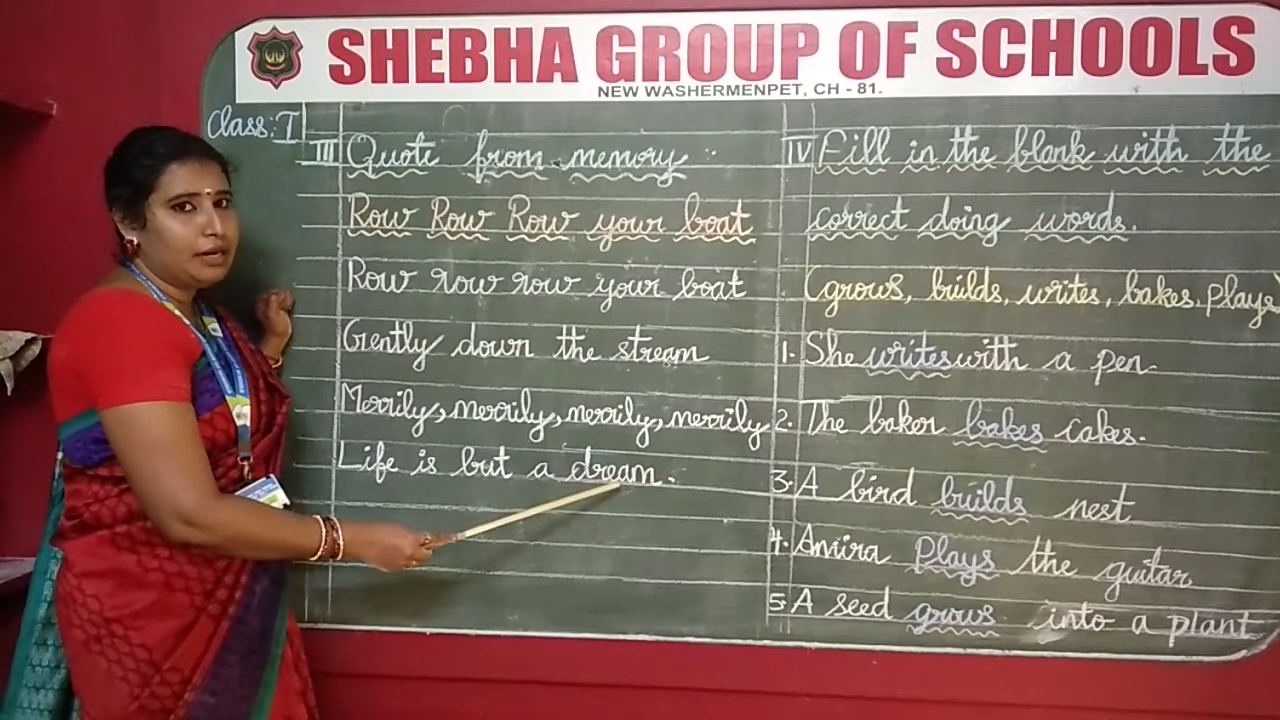 SHEBHA GROUP OF SCHOOLS
NEW WASHERMENPET, CH - 81.
Class: I
III Quote from memory :
Row Row Row your boat
Row row row your boat
Gently down the stream
Merrily, merrily, merrily, merrily
Life is but a dream.
IV Fill in the blank with the
correct doing words.
(grows, builds, writes, bakes, plays)
1. She writes with a pen
2. The baker bakes cakes.
3. A bird builds nest
4. Amira plays the guitar
5. A seed grows into a plant